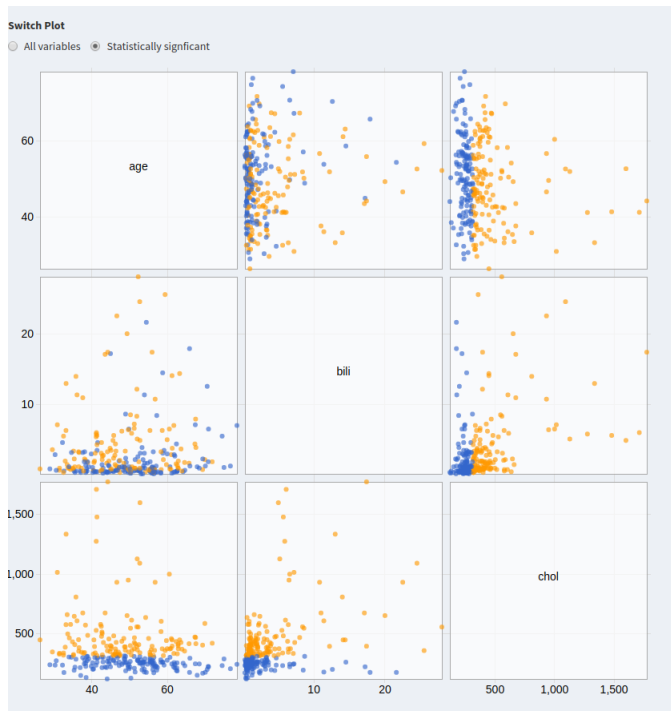 Switch Plot
All variables Statistically signficant
age
60
40
bili
20
10
chol
1,500
1,000
500
40 60 10 20 500 1,000 1,500